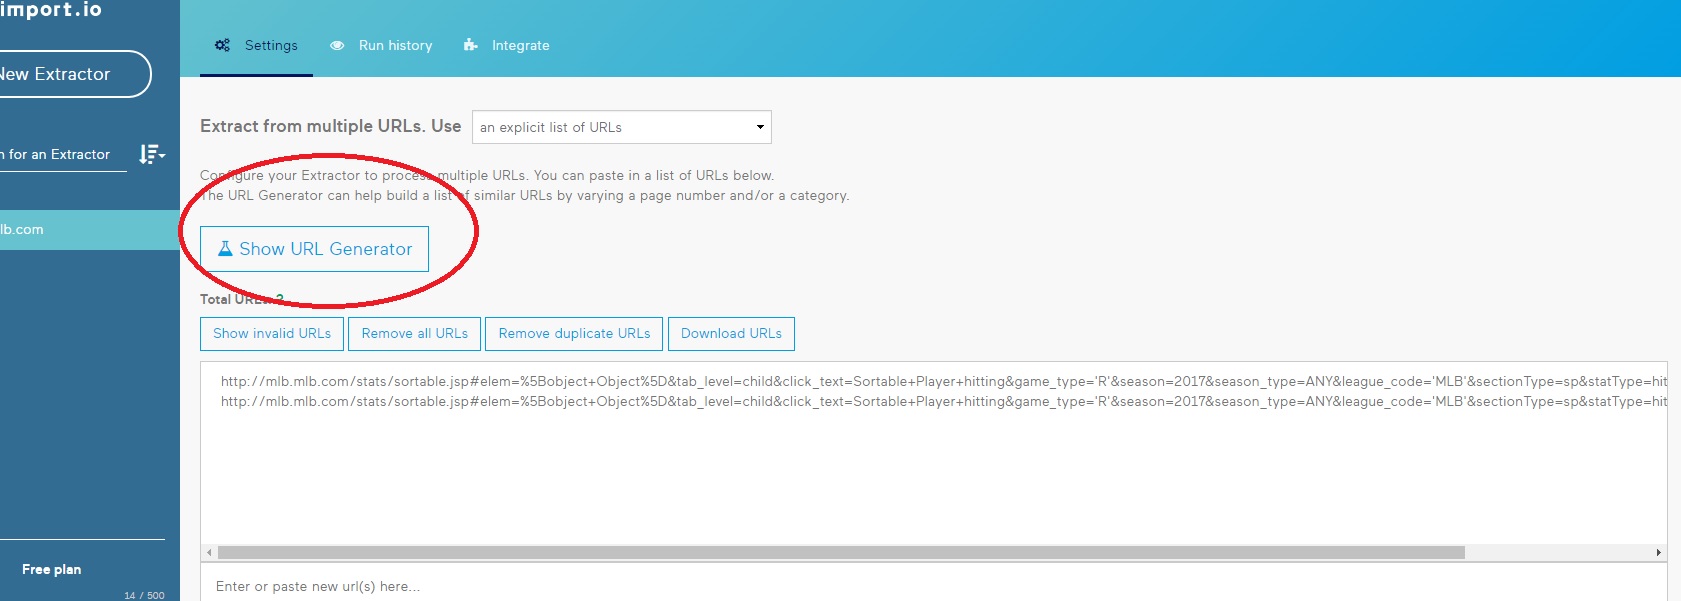 import.io
New Extractor
for an Extractor
lb.com
Free plan
14 / 500
Settings
Run history
Integrate
Extract from multiple URLs. Use
an explicit list of URLs
Configure your Extractor to process multiple URLs. You can paste in a list of URLs below.
The URL Generator can help build a list of similar URLs by varying a page number and/or a category.
Show URL Generator
Total URLs: 2
Show invalid URLs
Remove all URLs
Remove duplicate URLs
Download URLs
http://mlb.mlb.com/stats/sortable.jsp#elem=%5Bobject+Object%5D&tab_level=child&click_text=Sortable+Player+hitting&game_type='R'&season=2017&season_type=ANY&league_code='MLB'&sectionType=sp&statType=hit
http://mlb.mlb.com/stats/sortable.jsp#elem=%5Bobject+Object%5D&tab_level=child&click_text=Sortable+Player+hitting&game_type='R'&season=2017&season_type=ANY&league_code='MLB'&sectionType=sp&statType=hit
Enter or paste new url(s) here...